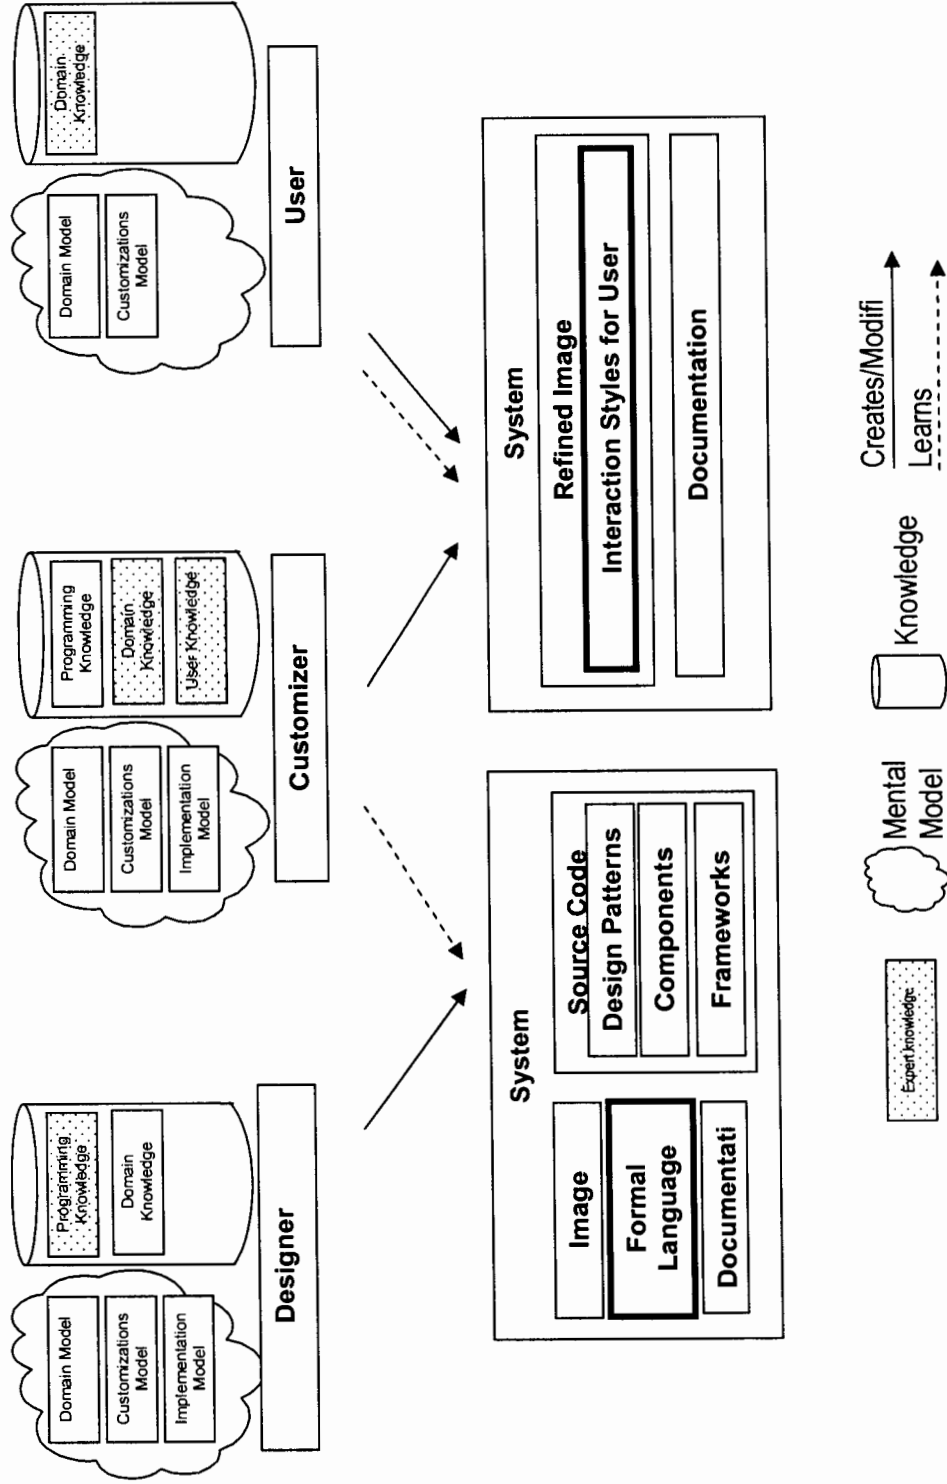 Domain Model
Customizations
Model
Implementation
Model
Programming
Knowledge
Domain
Knowledge
Designer
Domain Model
Customizations
Model
Implementation
Model
Programming
Knowledge
Domain
Knowledge
User Knowledge
Customizer
Domain Model
Customizations
Model
Domain
Knowledge
User
System
Image
Formal
Language
Documentati
Source Code
Design Patterns
Components
Frameworks
System
Refined Image
Interaction Styles for User
Documentation
Expert knowledge
Mental
Model
Knowledge
Creates/Modifi
Learns